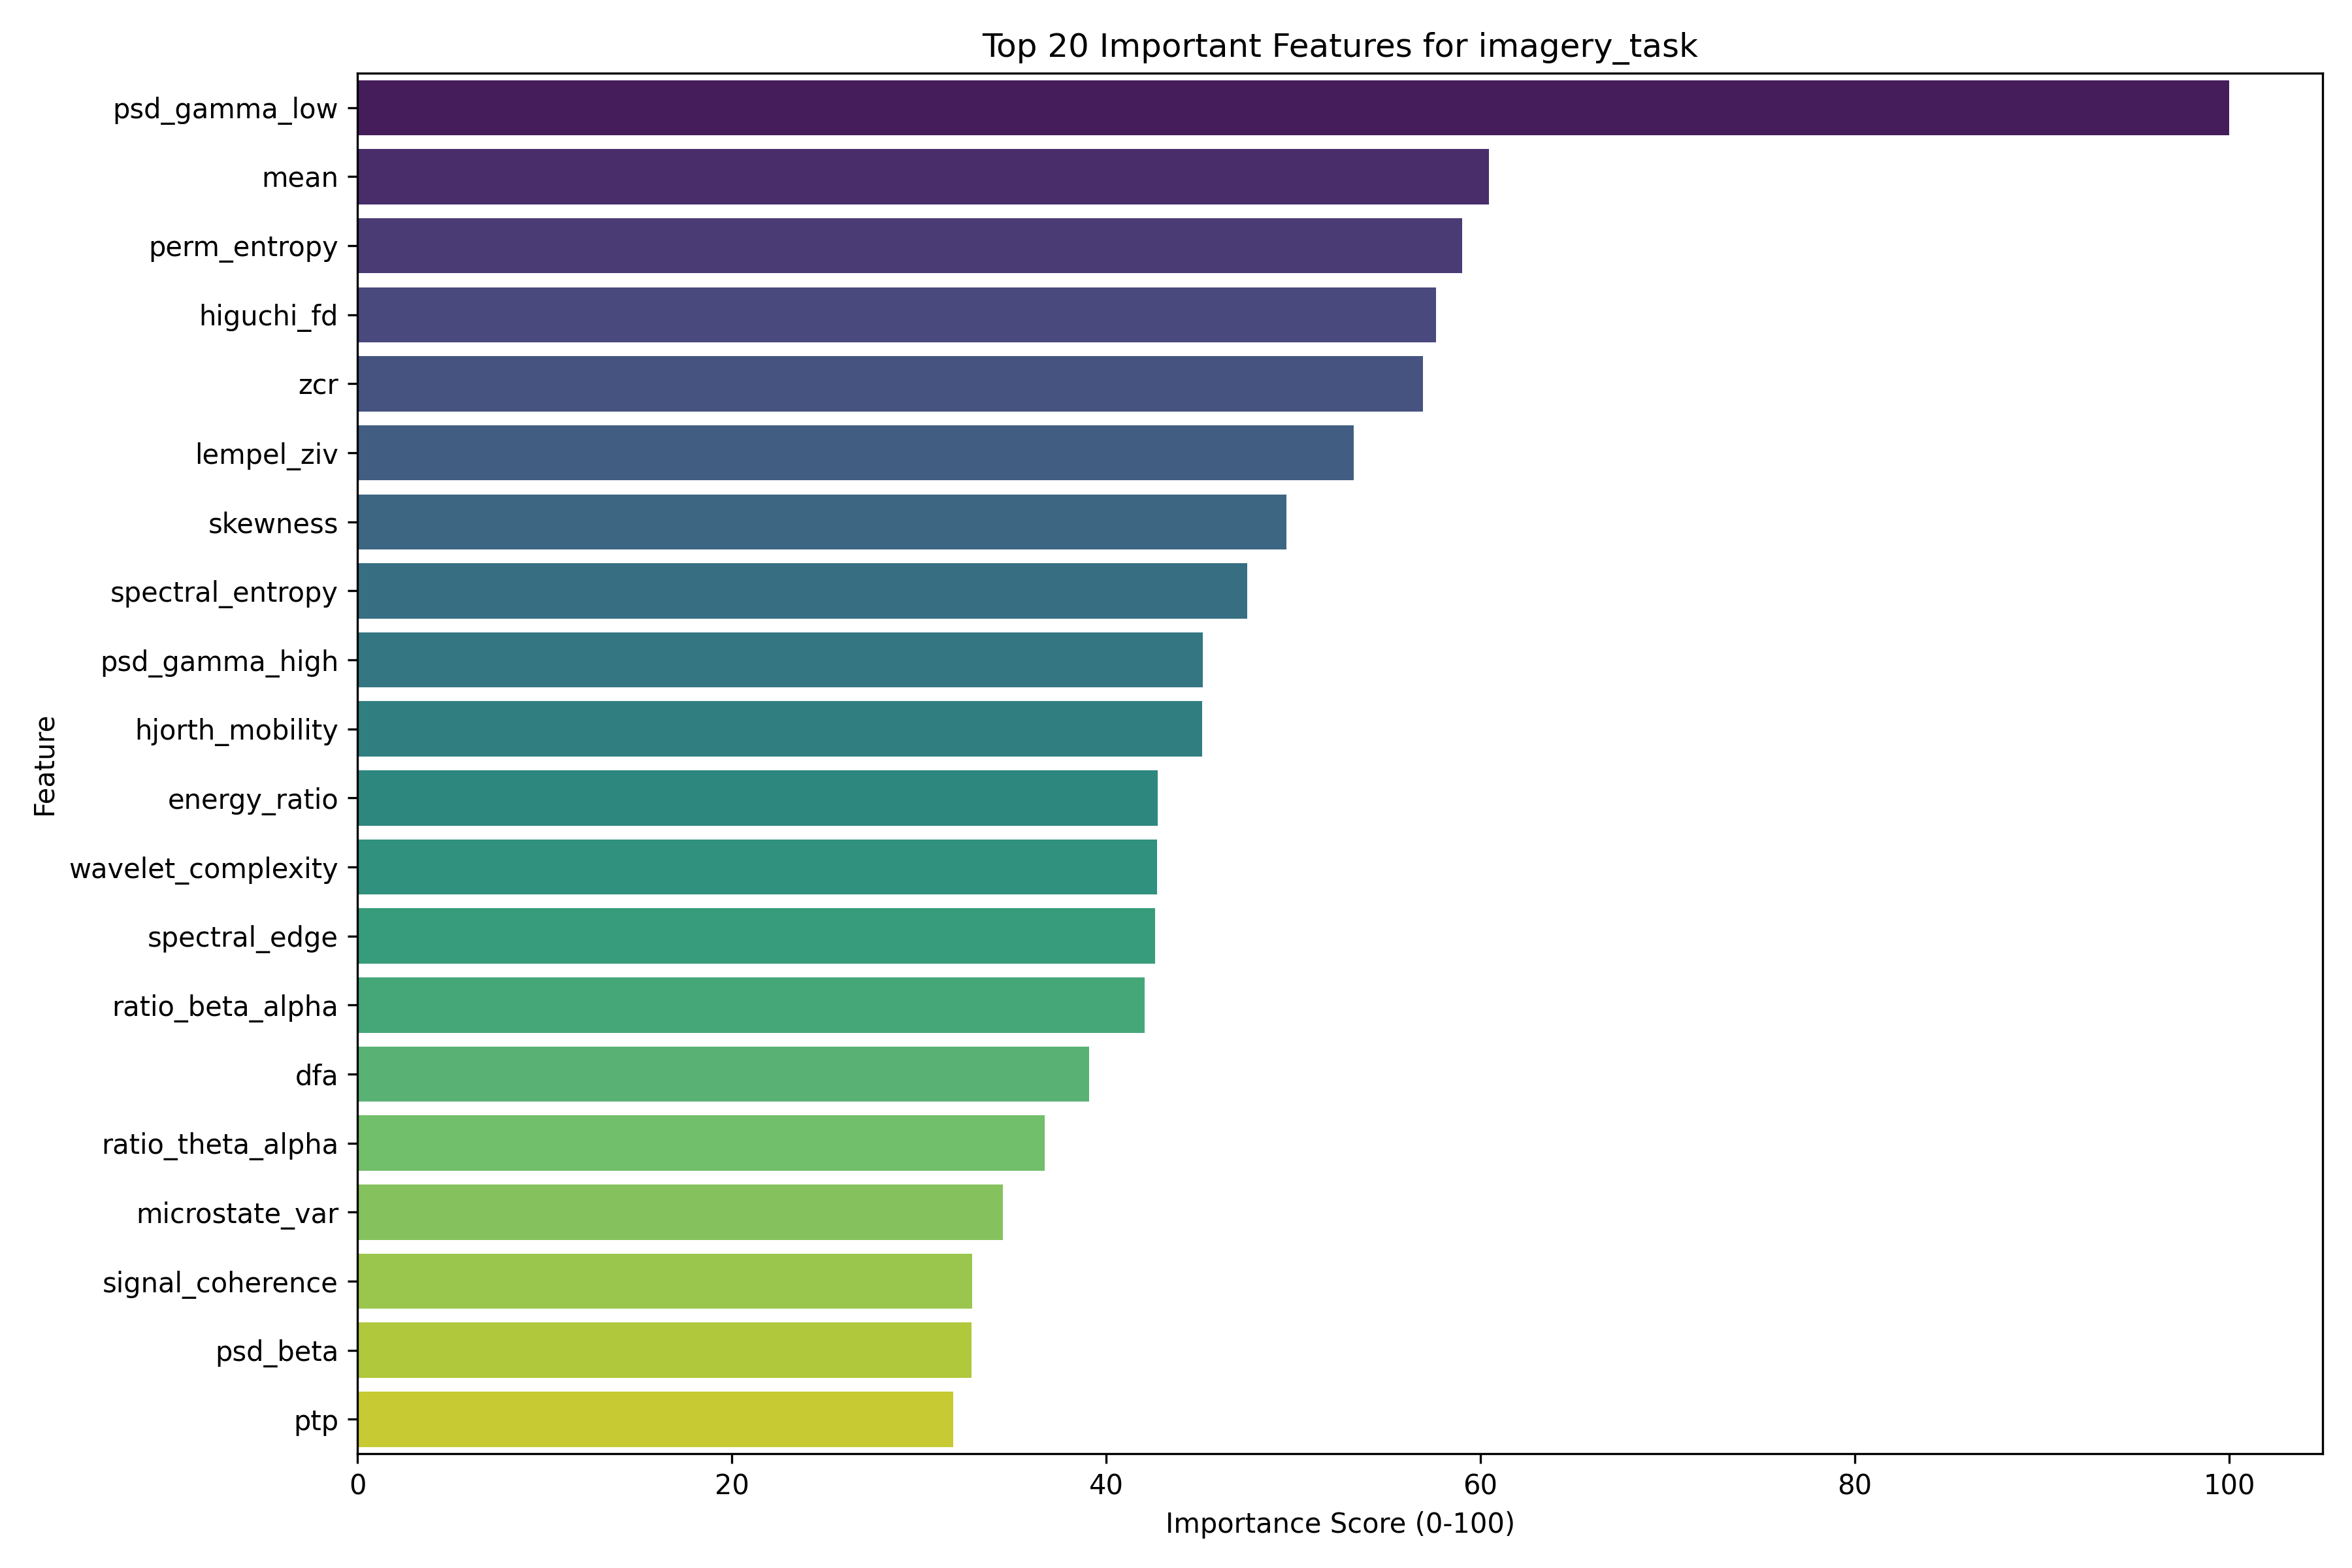 Top 20 Important Features for imagery_task
psd_gamma_low
mean
perm_entropy
higuchi_fd
zcr
lempel_ziv
skewness
spectral_entropy
psd_gamma_high
hjorth_mobility
energy_ratio
wavelet_complexity
spectral_edge
ratio_beta_alpha
dfa
ratio_theta_alpha
microstate_var
signal_coherence
psd_beta
ptp
Feature
0 20 40 60 80 100
Importance Score (0-100)